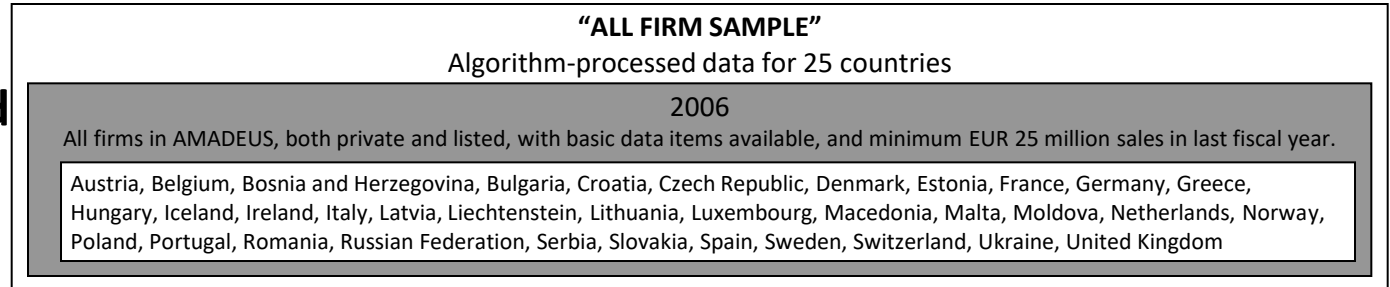 “ALL FIRM SAMPLE”
Algorithm-processed data for 25 countries
2006
All firms in AMADEUS, both private and listed, with basic data items available, and minimum EUR 25 million sales in last fiscal year.
Austria, Belgium, Bosnia and Herzegovina, Bulgaria, Croatia, Czech Republic, Denmark, Estonia, France, Germany, Greece,
Hungary, Iceland, Ireland, Italy, Latvia, Liechtenstein, Lithuania, Luxembourg, Macedonia, Malta, Moldova, Netherlands, Norway,
Poland, Portugal, Romania, Russian Federation, Serbia, Slovakia, Spain, Sweden, Switzerland, Ukraine, United Kingdom